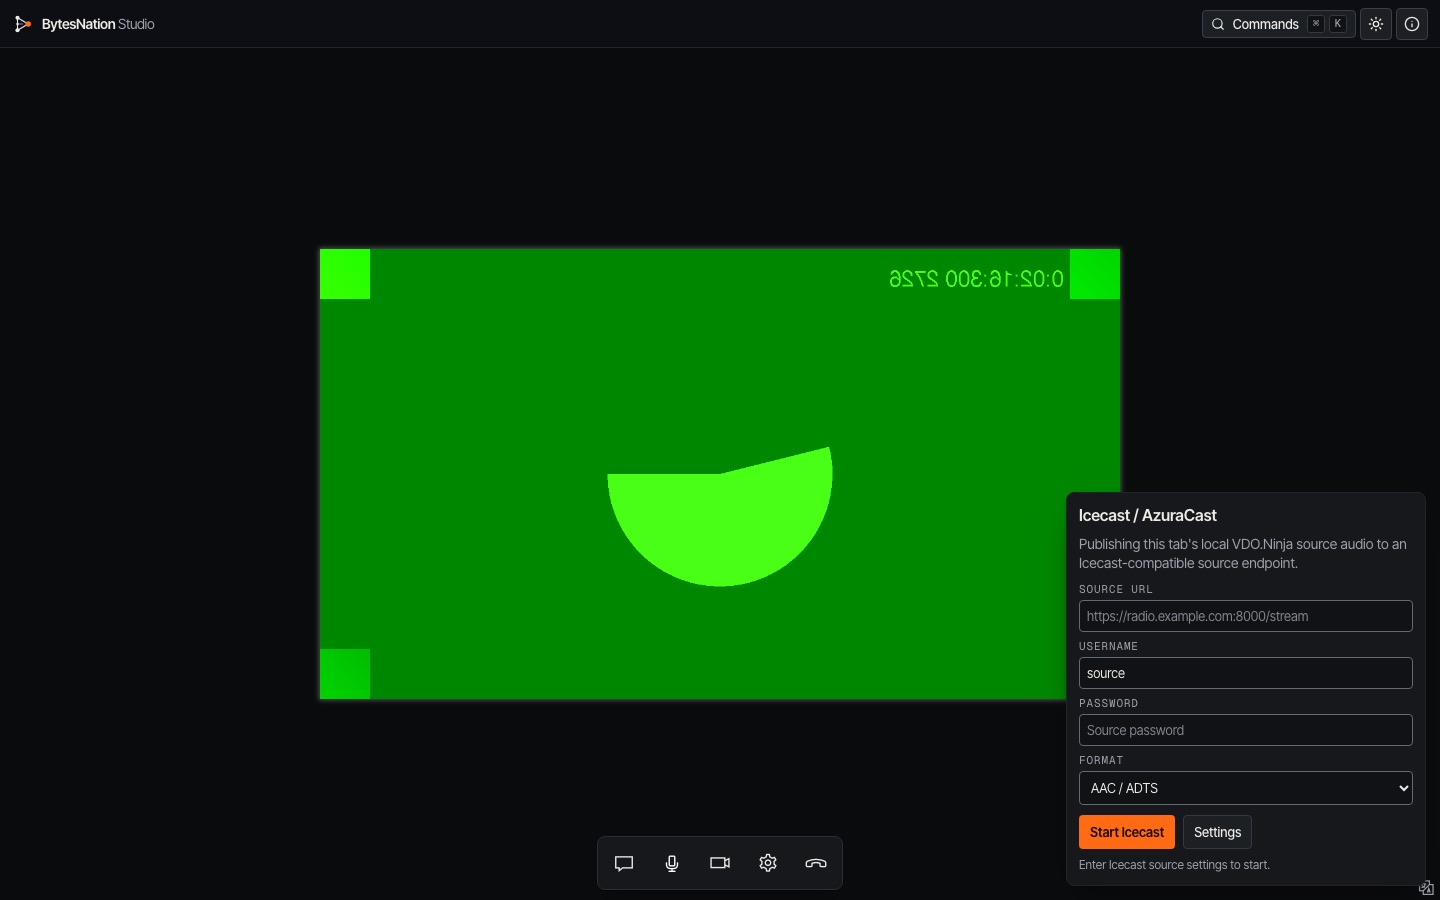 BytesNation Studio
Commands ⌘ K
0:02:16:300 2726
Icecast / AzuraCast
Publishing this tab's local VDO.Ninja source audio to an
Icecast-compatible source endpoint.
SOURCE URL
https://radio.example.com:8000/stream
USERNAME
source
PASSWORD
Source password
FORMAT
AAC / ADTS
Start Icecast Settings
Enter Icecast source settings to start.